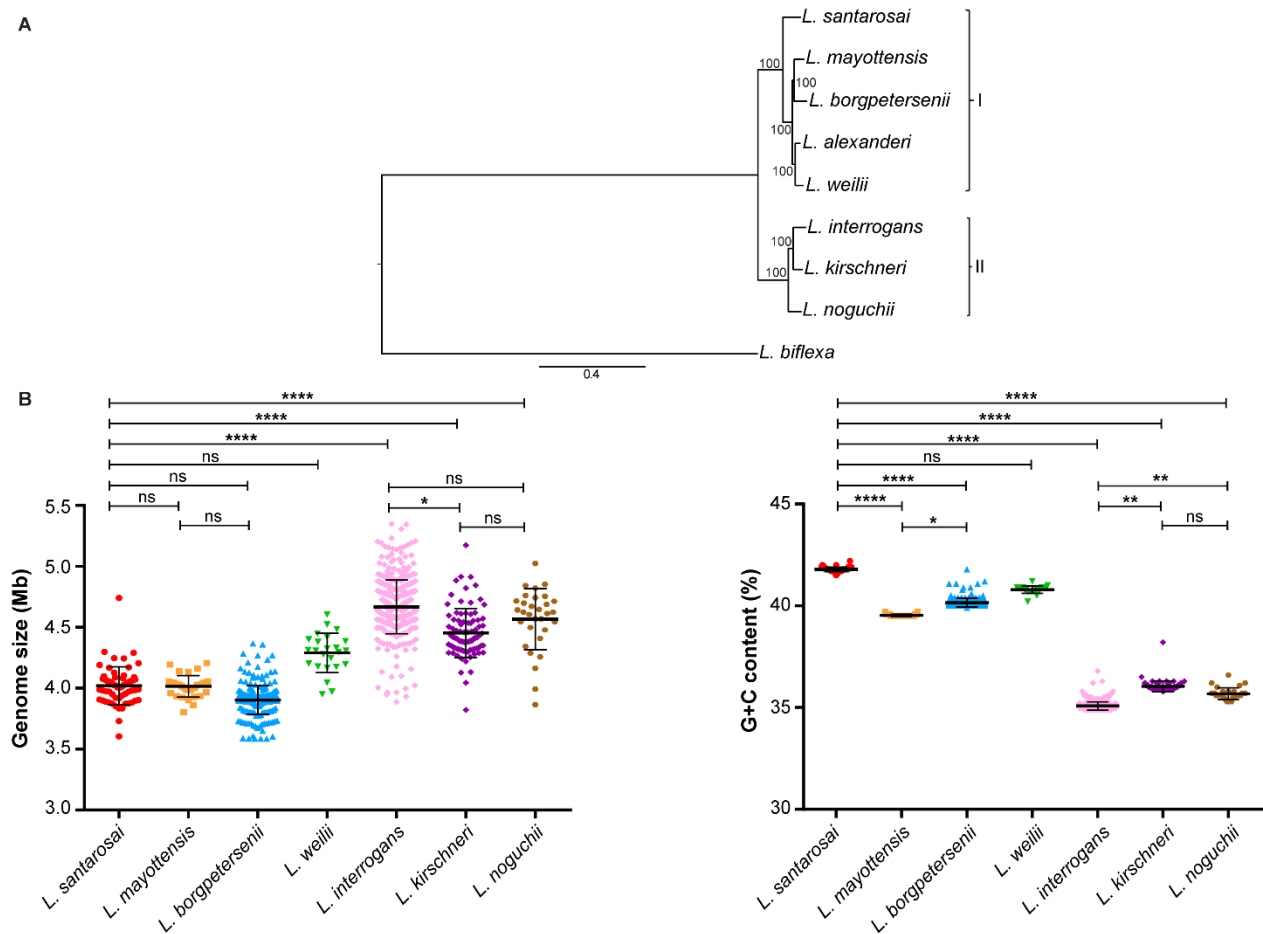 A
L. santarosai
L. mayottensis
100
100
L. borgpetersenii
I
100
L. alexanderi
100
L. weilii
L. interrogans
100
L. kirschneri
II
100
L. noguchii
L. biflexa
0.4
B
****
****
****
ns
ns
ns
ns
ns
*
ns
5.5
5.0
4.5
4.0
3.5
3.0
Genome size (Mb)
L. santarosai
L. mayottensis
L. borgpetersenii
L. weilii
L. interrogans
L. kirschneri
L. noguchii
****
****
****
ns
****
**
****
**
*
ns
45
40
35
30
G+C content (%)
L. santarosai
L. mayottensis
L. borgpetersenii
L. weilii
L. interrogans
L. kirschneri
L. noguchii